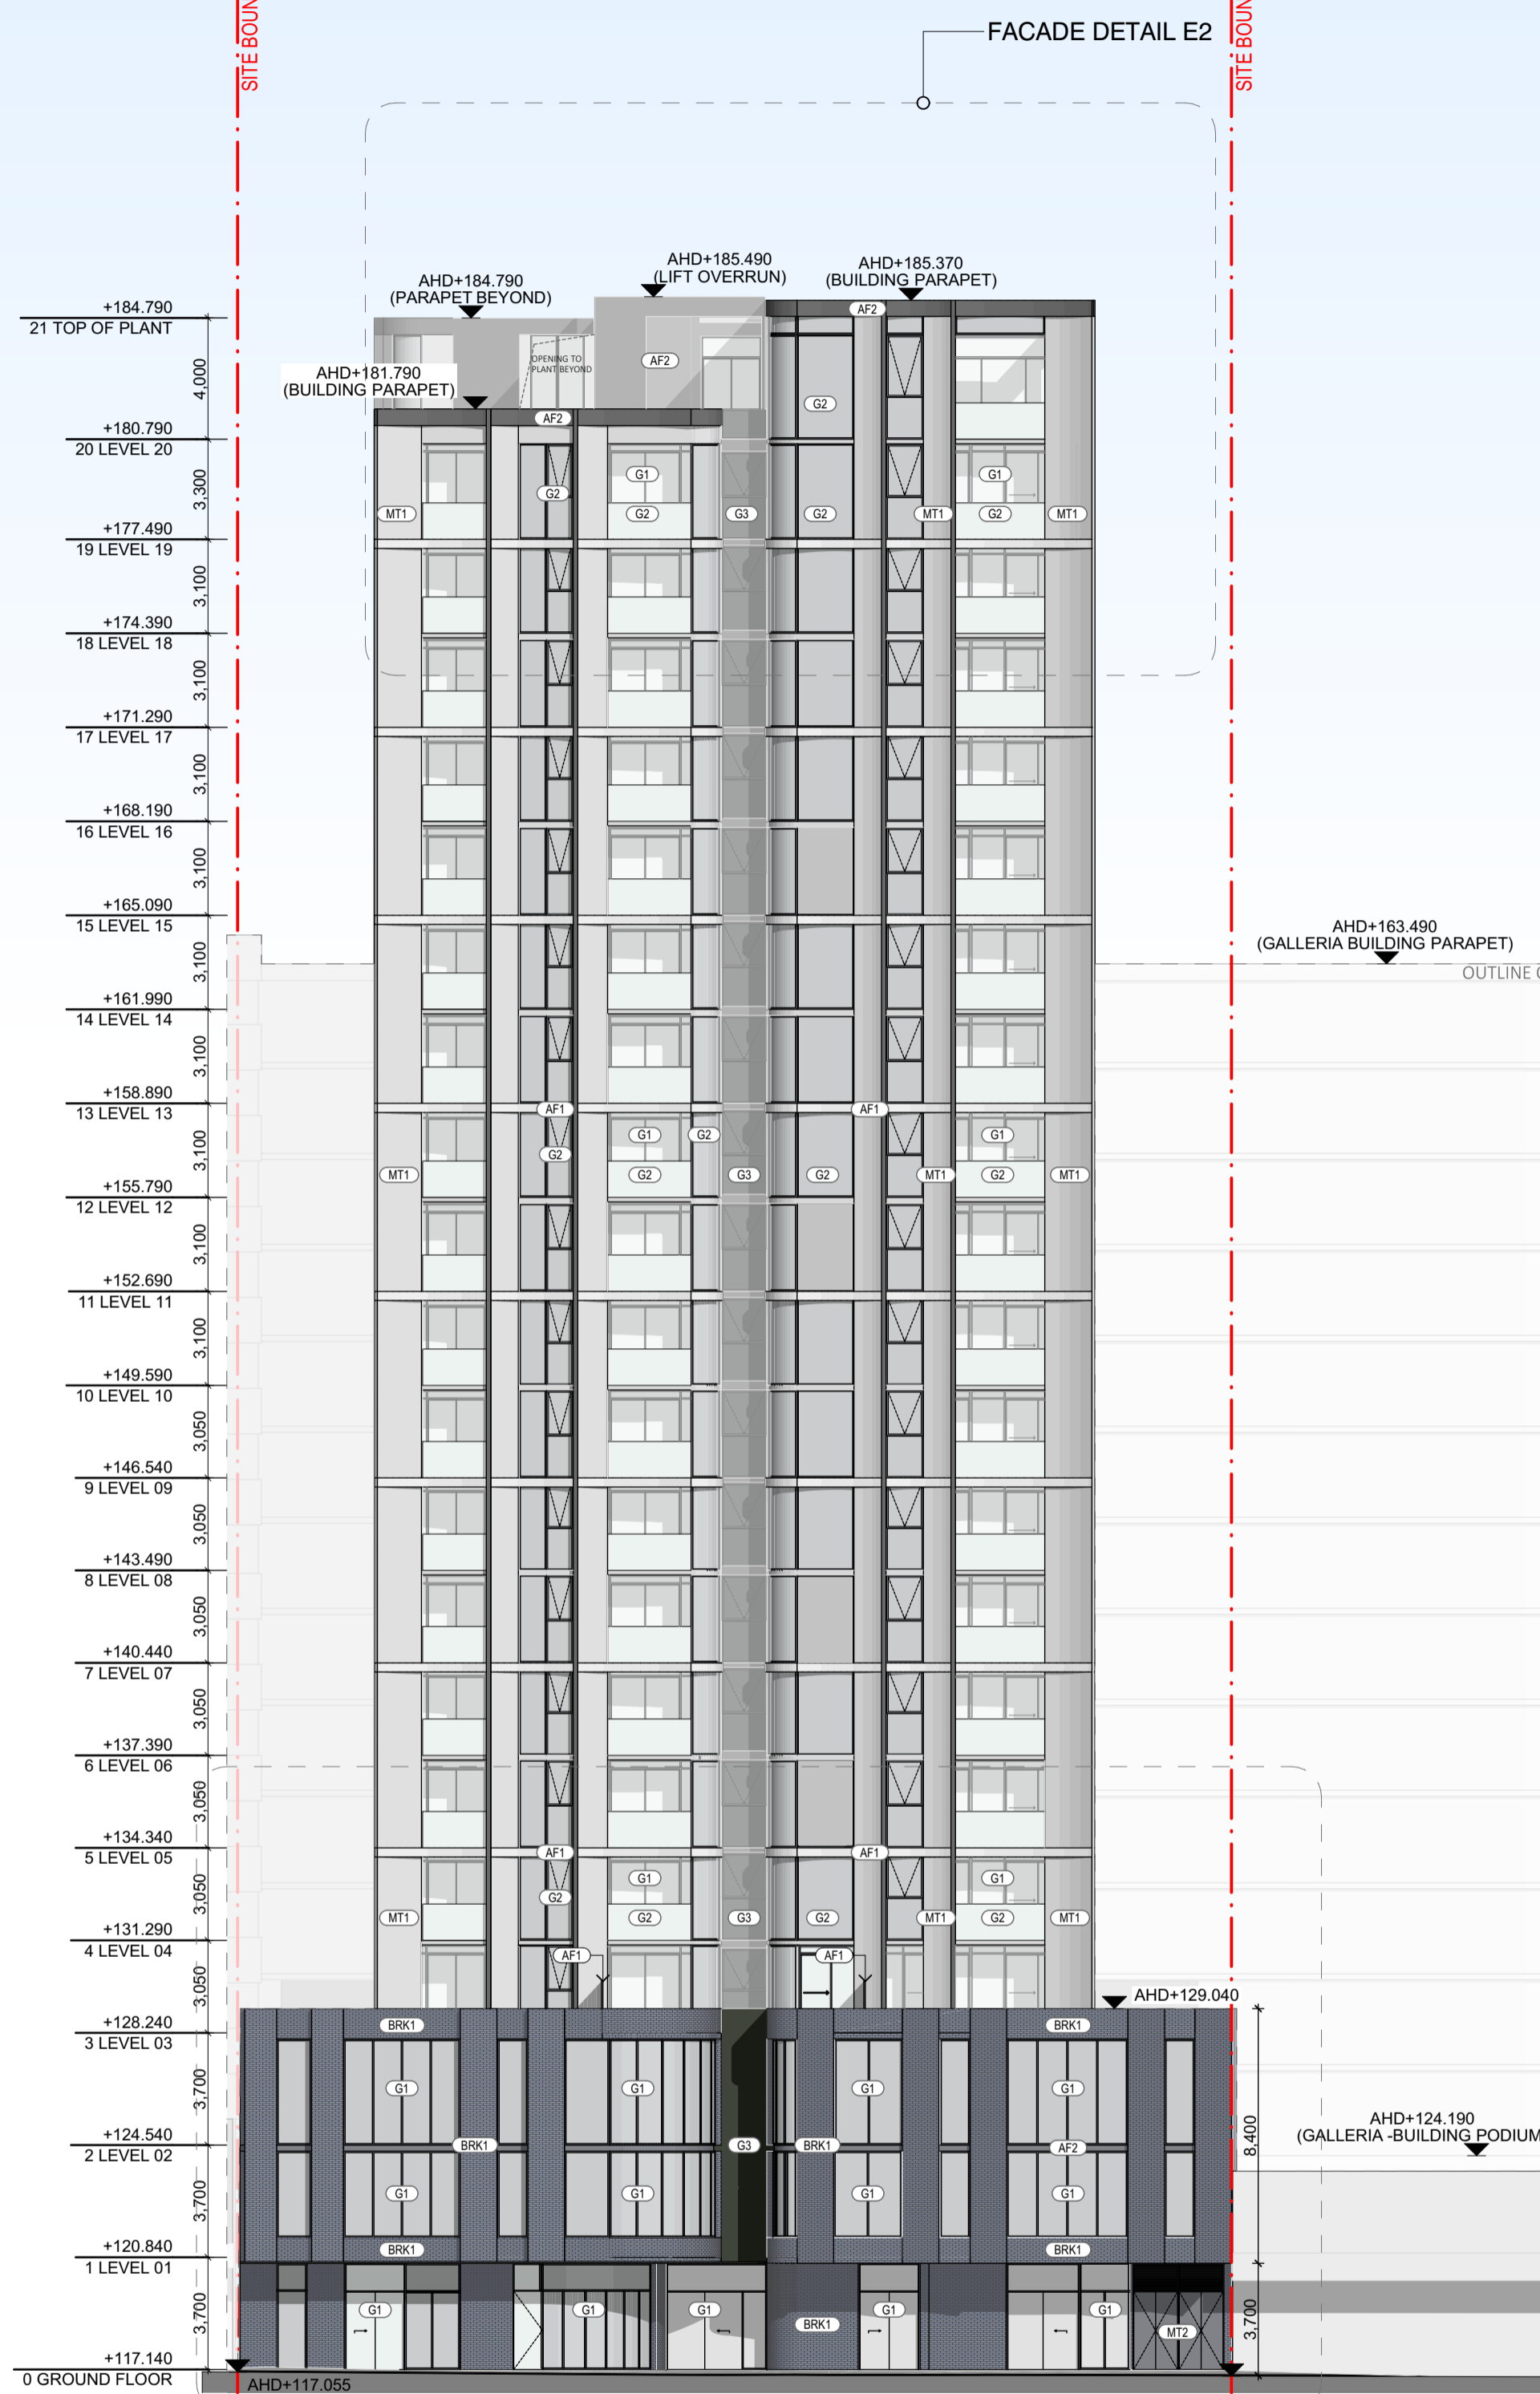 SITE BOUN
SITE BOUN
FACADE DETAIL E2
AHD+185.490
(LIFT OVERRUN)
AHD+185.370
(BUILDING PARAPET)
AHD+184.790
(PARAPET BEYOND)
+184.790
21 TOP OF PLANT
AF2
OPENING TO
PLANT BEYOND
AF2
4,000
AHD+181.790
(BUILDING PARAPET)
G2
AF2
+180.790
20 LEVEL 20
3,300
G1
G1
G2
MT1
G2
G3
G2
MT1
G2
MT1
+177.490
19 LEVEL 19
3,100
+174.390
18 LEVEL 18
3,100
+171.290
17 LEVEL 17
3,100
+168.190
16 LEVEL 16
3,100
+165.090
15 LEVEL 15
3,100
AHD+163.490
(GALLERIA BUILDING PARAPET)
OUTLINE
+161.990
14 LEVEL 14
3,100
+158.890
13 LEVEL 13
AF1
AF1
3,100
G1
G2
G1
G2
MT1
G2
G3
G2
MT1
G2
MT1
+155.790
12 LEVEL 12
3,100
+152.690
11 LEVEL 11
3,100
+149.590
10 LEVEL 10
3,050
+146.540
9 LEVEL 09
3,050
+143.490
8 LEVEL 08
3,050
+140.440
7 LEVEL 07
3,050
+137.390
6 LEVEL 06
3,050
+134.340
5 LEVEL 05
AF1
AF1
3,050
G1
G1
G2
MT1
G2
G3
G2
MT1
G2
MT1
+131.290
4 LEVEL 04
AF1
AF1
3,050
AHD+129.040
+128.240
3 LEVEL 03
BRK1
BRK1
3,700
G1
G1
G1
G1
AHD+124.190
(GALLERIA -BUILDING PODIUM
8,400
+124.540
2 LEVEL 02
BRK1
G3
BRK1
AF2
3,700
G1
G1
G1
G1
+120.840
1 LEVEL 01
BRK1
BRK1
3,700
G1
G1
G1
G1
G1
BRK1
MT2
3,700
+117.140
0 GROUND FLOOR
AHD+117.055